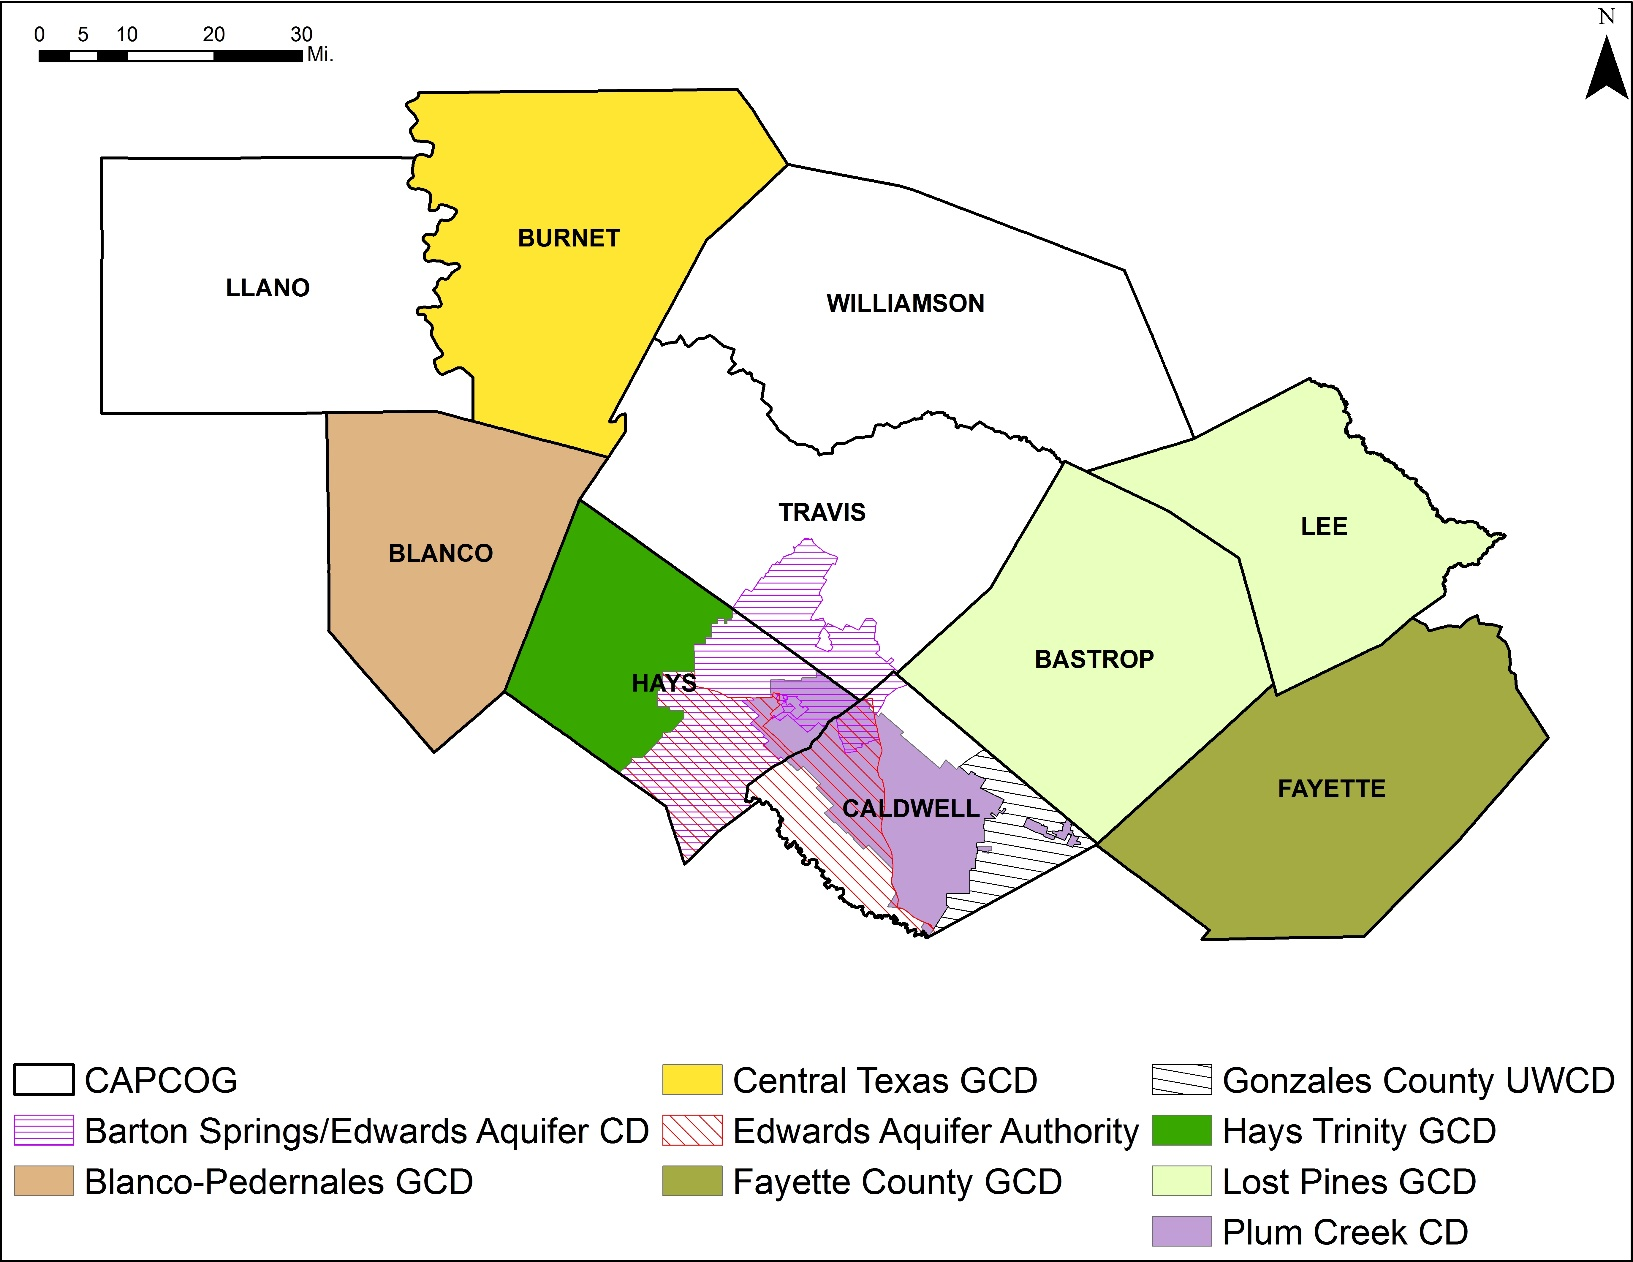 0 5 10 20 30
Mi.
N
BURNET
LLANO
WILLIAMSON
TRAVIS
LEE
BLANCO
BASTROP
HAYS
FAYETTE
CALDWELL
CAPCOG
Barton Springs/Edwards Aquifer CD
Blanco-Pedernales GCD
Central Texas GCD
Edwards Aquifer Authority
Fayette County GCD
Gonzales County UWCD
Hays Trinity GCD
Lost Pines GCD
Plum Creek CD